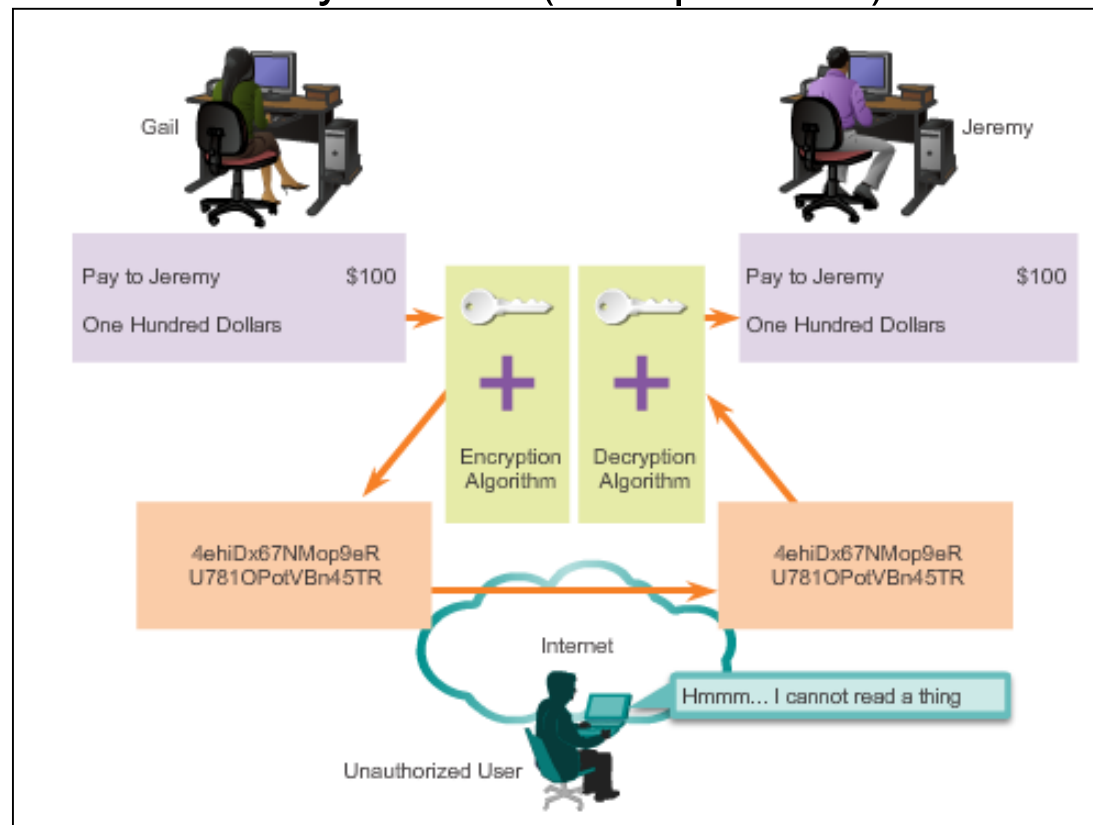 Gail
Jeremy
Pay to Jeremy $100
One Hundred Dollars
Pay to Jeremy $100
One Hundred Dollars
Encryption
Algorithm
Decryption
Algorithm
4ehiDx67NMop9eR
U781OPotVBn45TR
4ehiDx67NMop9eR
U781OPotVBn45TR
Internet
Hmmm... I cannot read a thing
Unauthorized User